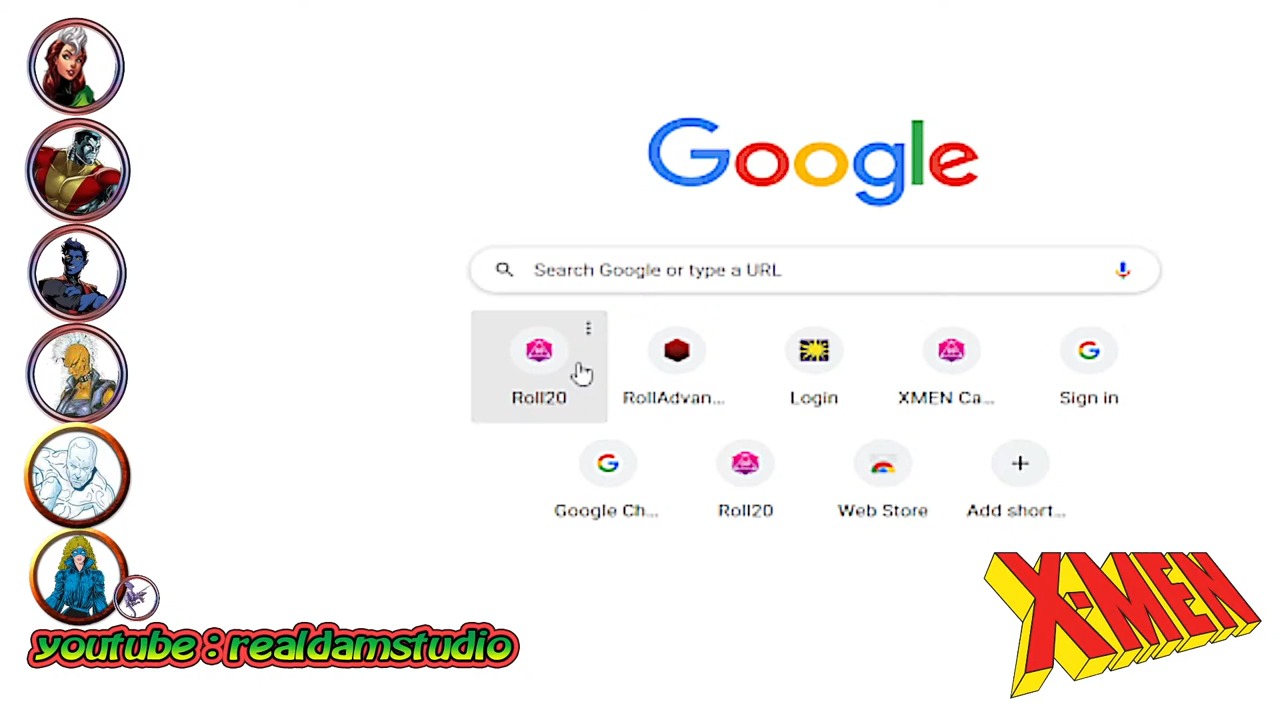 Google
Search Google or type a URL
Roll20
RollAdvan...
Login
XMEN Ca...
Sign in
Google Ch...
Roll20
Web Store
Add short...
youtube : realdamstudio
X-MEN